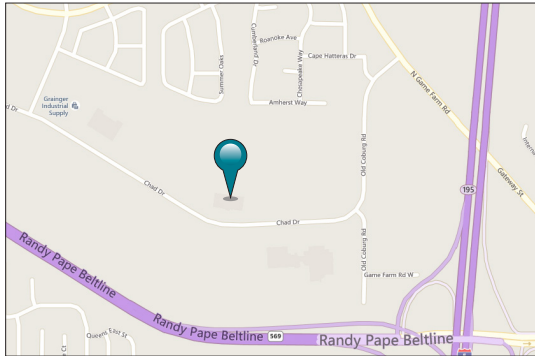 Roanoke Ave
Cumberland Dr
Summer Oaks
Chesapeake Way
Cape Hatteras Dr
N Game Farm Rd
Amherst Way
Grainger
Industrial
Supply
d Dr
Old Coburg Rd
Gateway St
195
Chad Dr
Chad Dr
Old Coburg Rd
Game Farm Rd W
Randy Pape Beltline
Queens East St
Randy Pape Beltline
569
Randy Pape Beltline